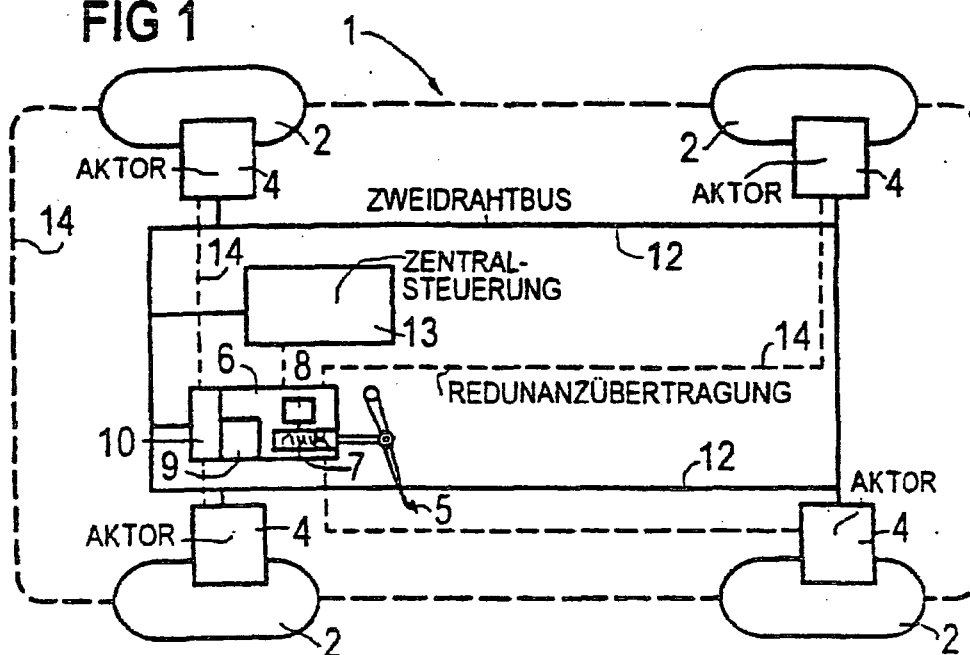 FIG 1
1
2
2
AKTOR
4
AKTOR
4
ZWEIDRAHTBUS
14
14
12
ZENTRAL-
STEUERUNG
13
6
8
14
REDUNANZÜBERTRAGUNG
10
9
7
12
5
AKTOR
AKTOR
4
4
2
2